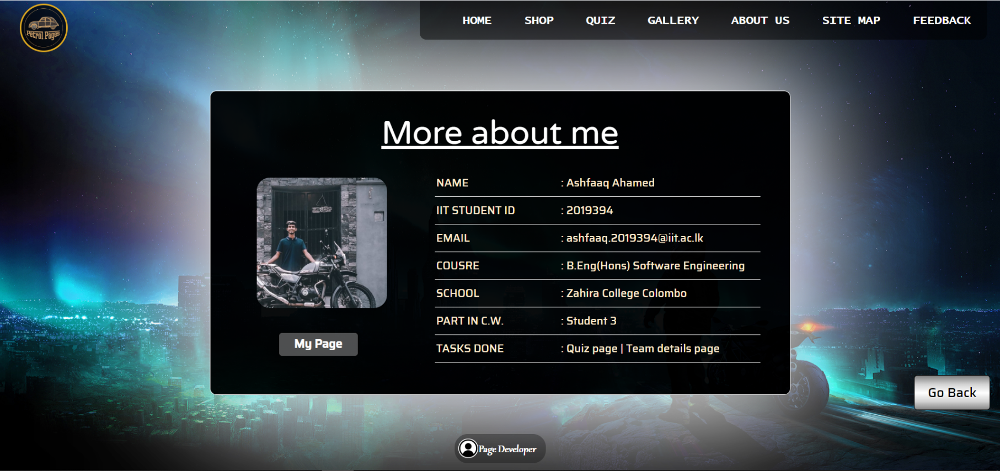 Petrol Pages
HOME SHOP QUIZ GALLERY ABOUT US SITE MAP FEEDBACK
More about me
NAME : Ashfaaq Ahamed
IIT STUDENT ID : 2019394
EMAIL : ashfaaq.2019394@iit.ac.lk
COUSRE : B.Eng(Hons) Software Engineering
SCHOOL : Zahira College Colombo
PART IN C.W. : Student 3
TASKS DONE : Quiz page | Team details page
My Page
Go Back
Page Developer